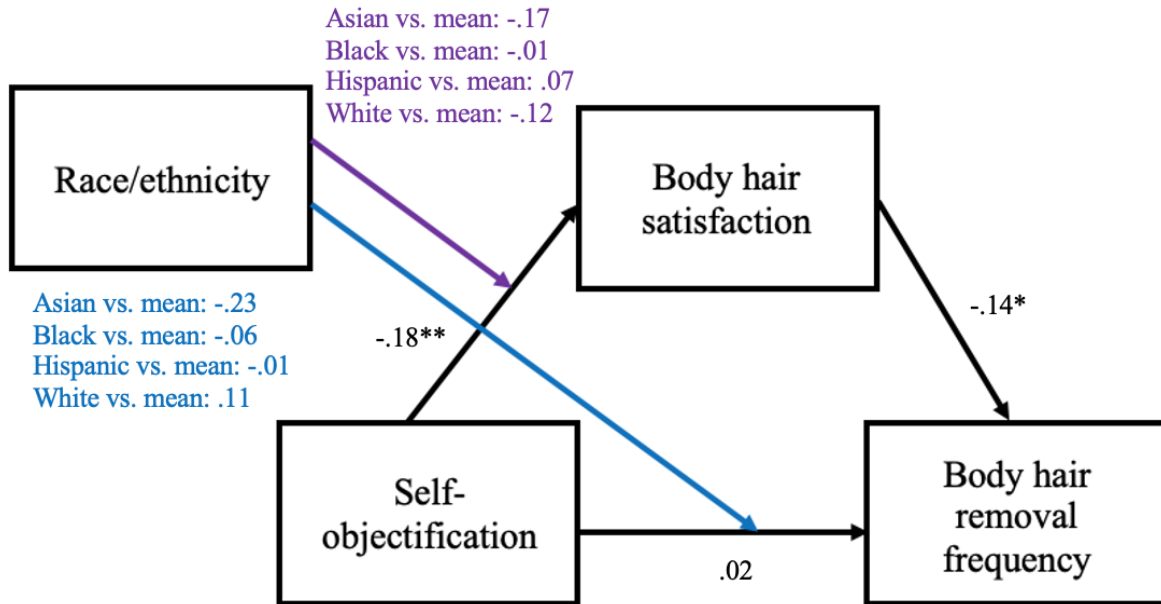 Asian vs. mean: -.17
Black vs. mean: -.01
Hispanic vs. mean: .07
White vs. mean: -.12
Race/ethnicity
Body hair
satisfaction
Asian vs. mean: -.23
Black vs. mean: -.06
Hispanic vs. mean: -.01
White vs. mean: .11
-.18**
-.14*
Self-
objectification
.02
Body hair
removal
frequency